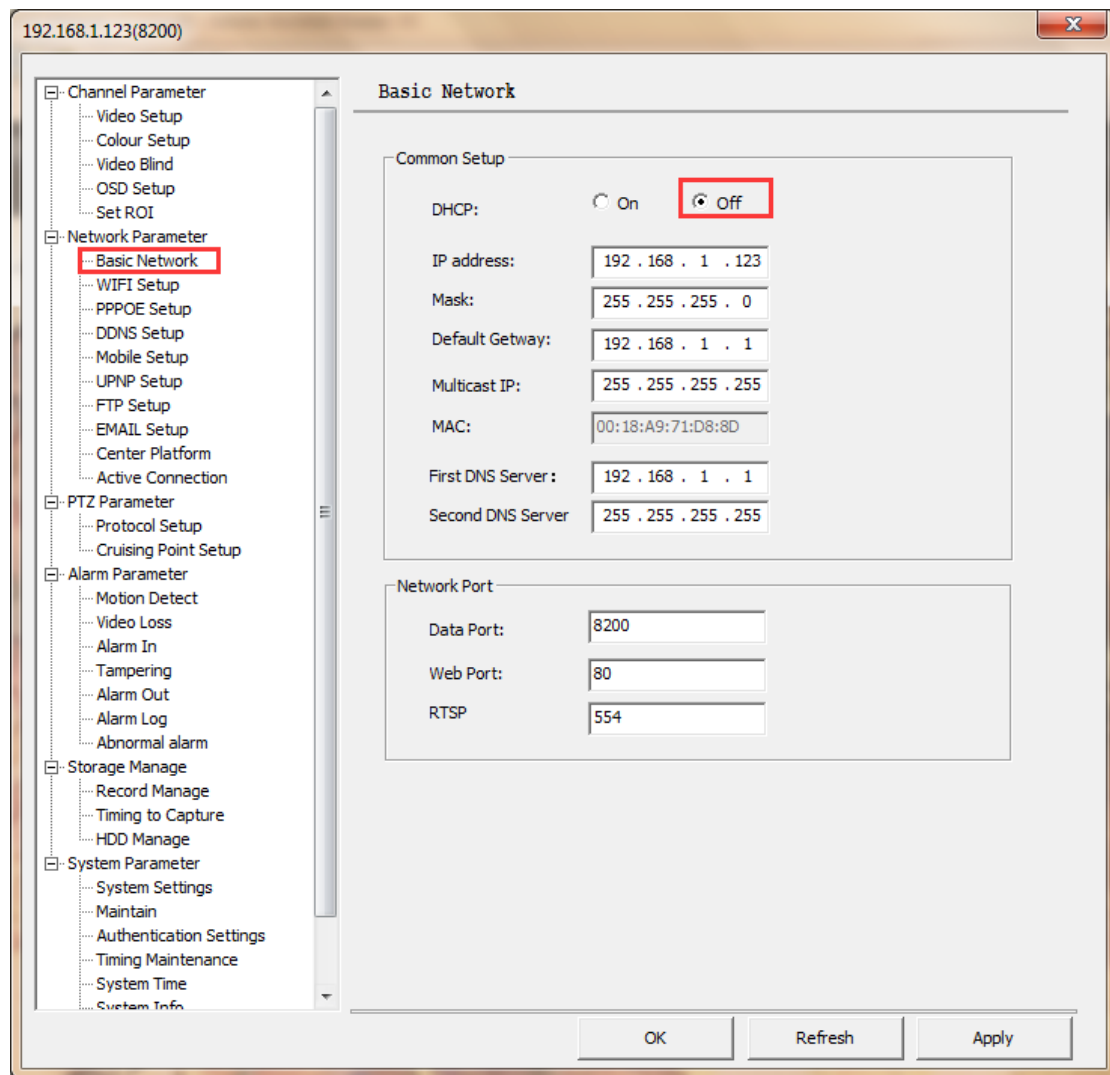 192.168.1.123(8200)
X
Channel Parameter
Video Setup
Colour Setup
Video Blind
OSD Setup
Set ROI
Network Parameter
Basic Network
WIFI Setup
PPPOE Setup
DDNS Setup
Mobile Setup
UPNP Setup
FTP Setup
EMAIL Setup
Center Platform
Active Connection
PTZ Parameter
Protocol Setup
Cruising Point Setup
Alarm Parameter
Motion Detect
Video Loss
Alarm In
Tampering
Alarm Out
Alarm Log
Abnormal alarm
Storage Manage
Record Manage
Timing to Capture
HDD Manage
System Parameter
System Settings
Maintain
Authentication Settings
Timing Maintenance
System Time
System Info
Basic Network
Common Setup
DHCP: On Off
IP address: 192 . 168 . 1 . 123
Mask: 255 . 255 . 255 . 0
Default Getway: 192 . 168 . 1 . 1
Multicast IP: 255 . 255 . 255 . 255
MAC: 00:18:A9:71:D8:8D
First DNS Server: 192 . 168 . 1 . 1
Second DNS Server 255 . 255 . 255 . 255
Network Port
Data Port: 8200
Web Port: 80
RTSP 554
OK Refresh Apply